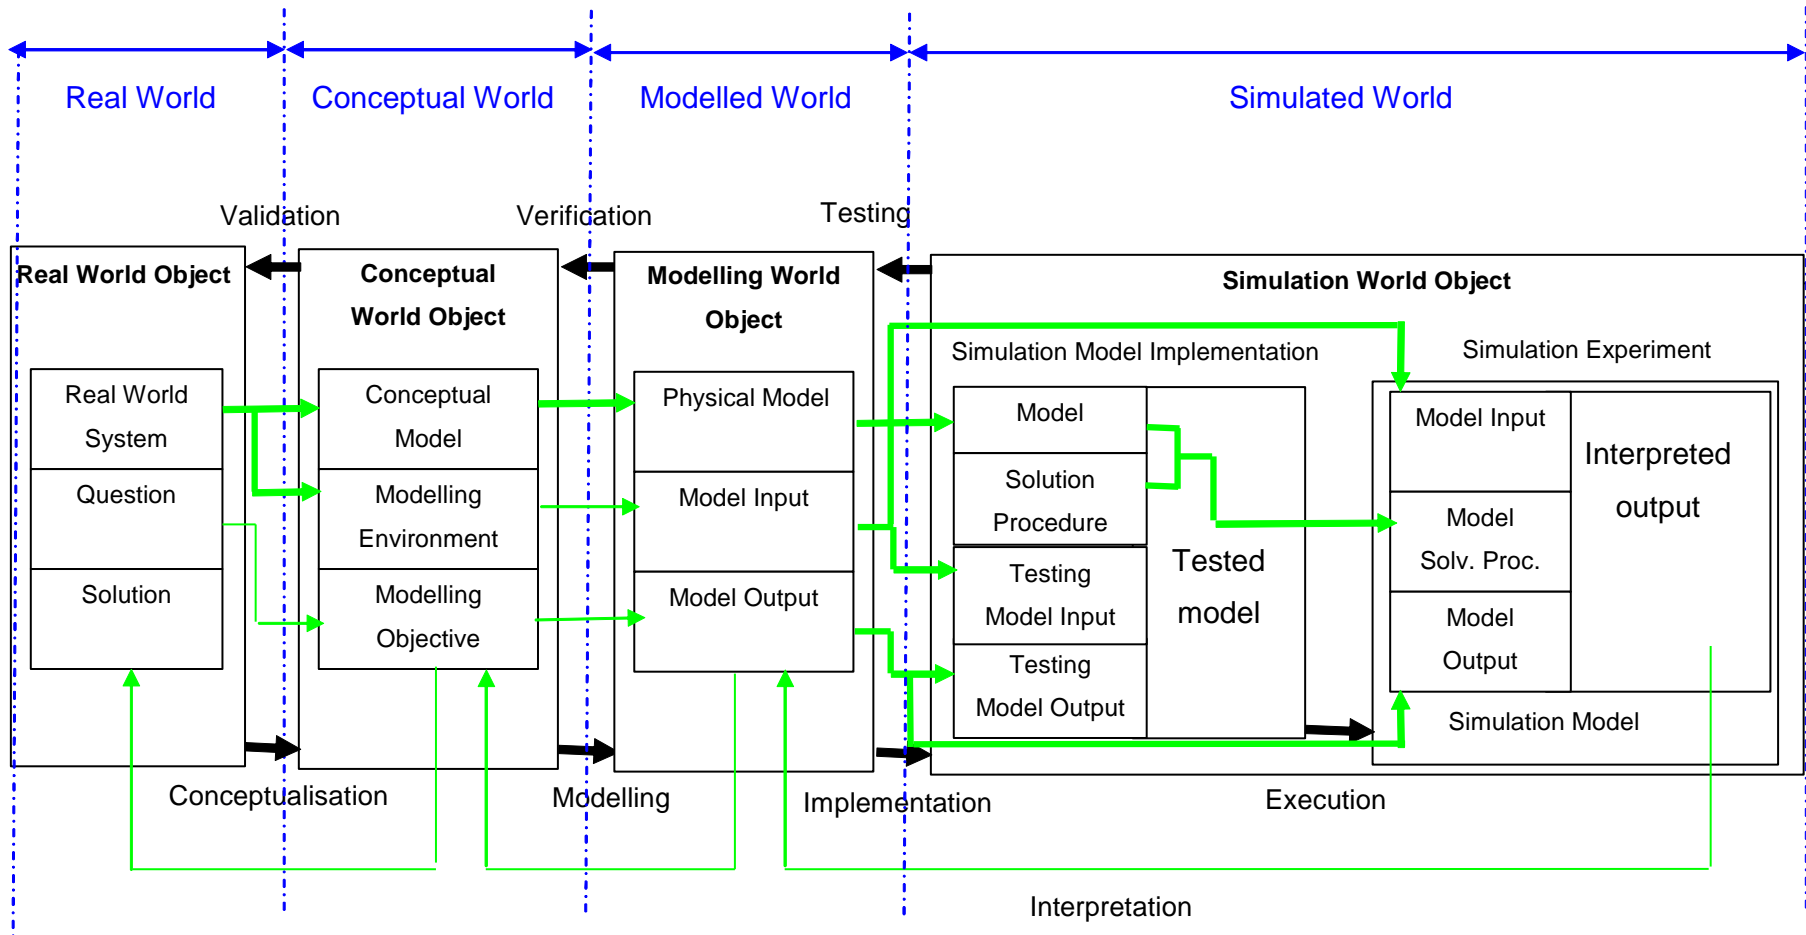 Real World
Conceptual World
Modelled World
Simulated World
Validation
Verification
Testing
Real World Object
Real World
System
Question
Solution
Conceptual
World Object
Conceptual
Model
Modelling
Environment
Modelling
Objective
Modelling World
Object
Physical Model
Model Input
Model Output
Simulation World Object
Simulation Model Implementation
Model
Solution
Procedure
Testing
Model Input
Testing
Model Output
Tested
model
Simulation Experiment
Model Input
Model
Solv. Proc.
Model
Output
Interpreted
output
Simulation Model
Conceptualisation
Modelling
Implementation
Execution
Interpretation